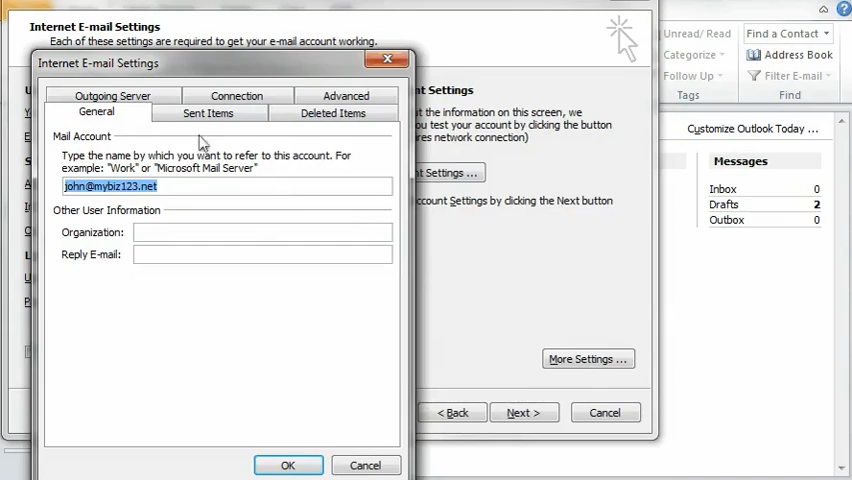 Internet E-mail Settings
Each of these settings are required to get your e-mail account working.
Unread/ Read
Find a Contact
Categorize
Address Book
Follow Up
Filter E-mail
Tags
Find
Internet E-mail Settings
Outgoing Server
Connection
Advanced
General
Sent Items
Deleted Items
Mail Account
Type the name by which you want to refer to this account. For
example: "Work" or "Microsoft Mail Server"
john@mybiz123.net
Other User Information
Organization:
Reply E-mail:
OK
Cancel
Settings
the information on this screen, we
you test your account by clicking the button
network connection)
Settings ...
Settings by clicking the Next button
More Settings ...
< Back
Next >
Cancel
Customize Outlook Today ...
Messages
Inbox 0
Drafts 2
Outbox 0